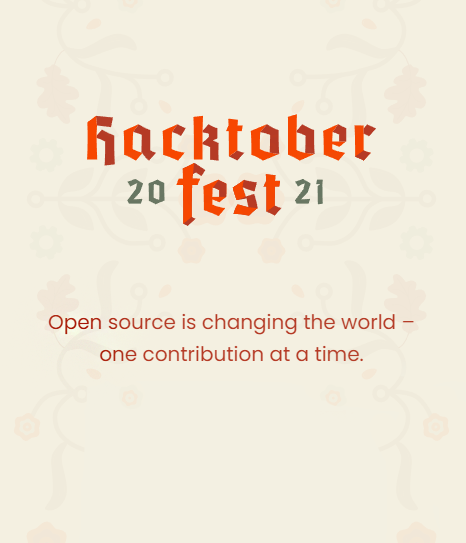 hacktober
20 fest 21
Open source is changing the world –
one contribution at a time.